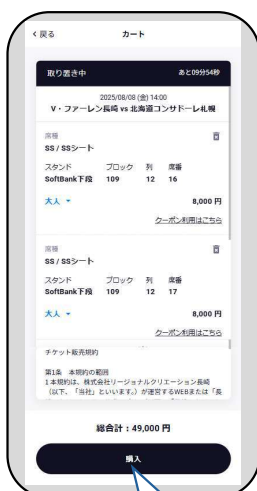 < 戻る カート
取り置き中 あと09分54秒
2025/08/08 (金) 14:00
V・ファーレン長崎 vs 北海道コンサドーレ札幌
席種
SS / SSシート
スタンド ブロック 列 席番
SoftBank下段 109 12 16
大人 8,000 円
クーポン利用はこちら
席種
SS / SSシート
スタンド ブロック 列 席番
SoftBank下段 109 12 17
大人 8,000 円
クーポン利用はこちら
チケット販売規約
第1条 本規約の範囲
1 本規約は、株式会社リージョナルクリエーション長崎
(以下、「当社」といいます。)が運営するWEBまたは「長
総合計:49,000 円
購入